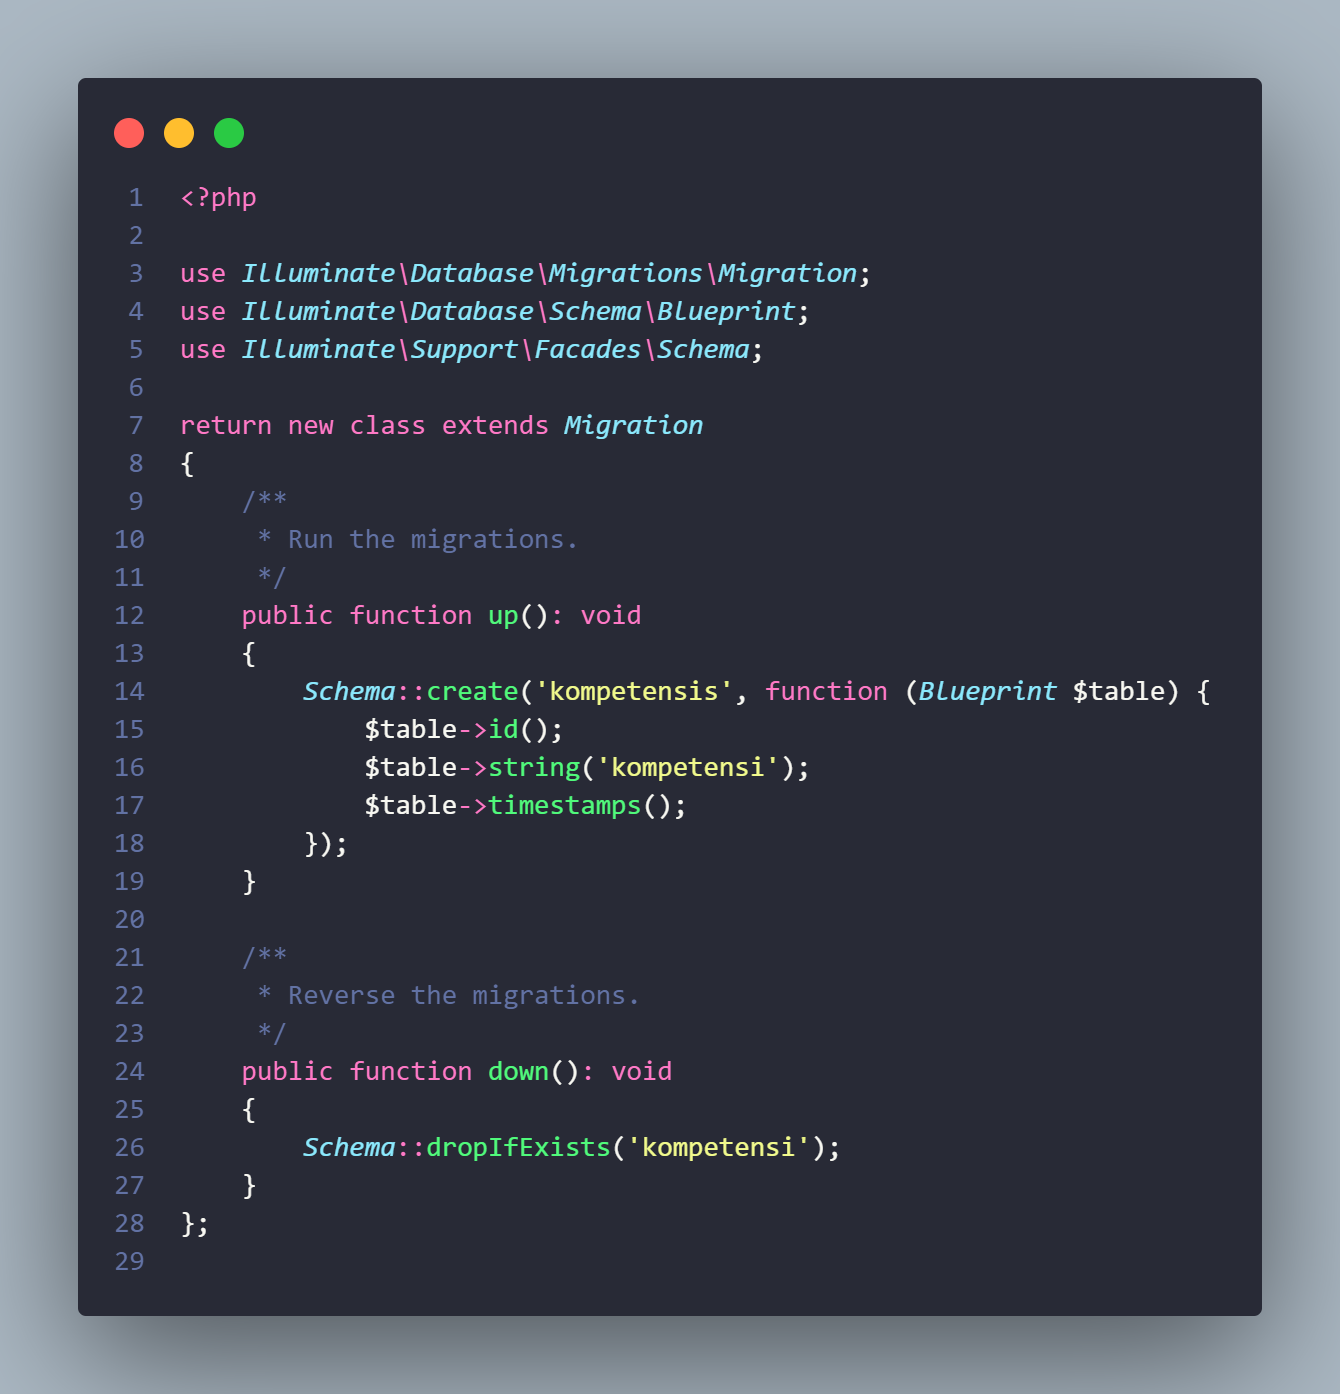 1 <?php
2
3 use Illuminate\Database\Migrations\Migration;
4 use Illuminate\Database\Schema\Blueprint;
5 use Illuminate\Support\Facades\Schema;
6
7 return new class extends Migration
8 {
9     /**
10      * Run the migrations.
11      */
12     public function up(): void
13     {
14         Schema::create('kompetensis', function (Blueprint $table) {
15             $table->id();
16             $table->string('kompetensi');
17             $table->timestamps();
18         });
19     }
20
21     /**
22      * Reverse the migrations.
23      */
24     public function down(): void
25     {
26         Schema::dropIfExists('kompetensi');
27     }
28 };
29